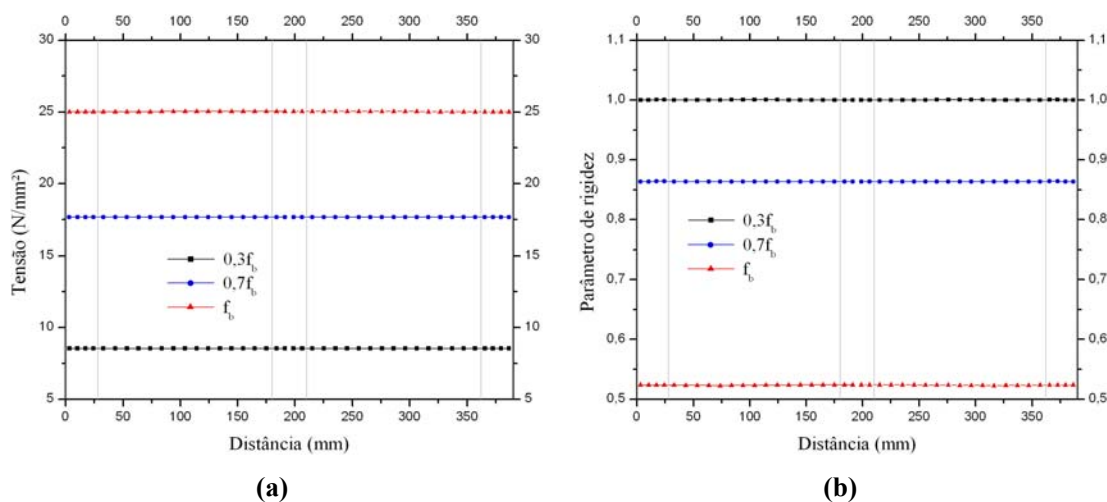 0 50 100 150 200 250 300 350
30 30
25 25
20 20
15 15
10 10
5 5
Tensão (N/mm²)
0,3f_b
0,7f_b
f_b
0 50 100 150 200 250 300 350
Distância (mm)
(a)
0 50 100 150 200 250 300 350
1,1 1,1
1,0 1,0
0,9 0,9
0,8 0,8
0,7 0,7
0,6 0,6
0,5 0,5
Parâmetro de rigidez
0,3f_b
0,7f_b
f_b
0 50 100 150 200 250 300 350
Distância (mm)
(b)